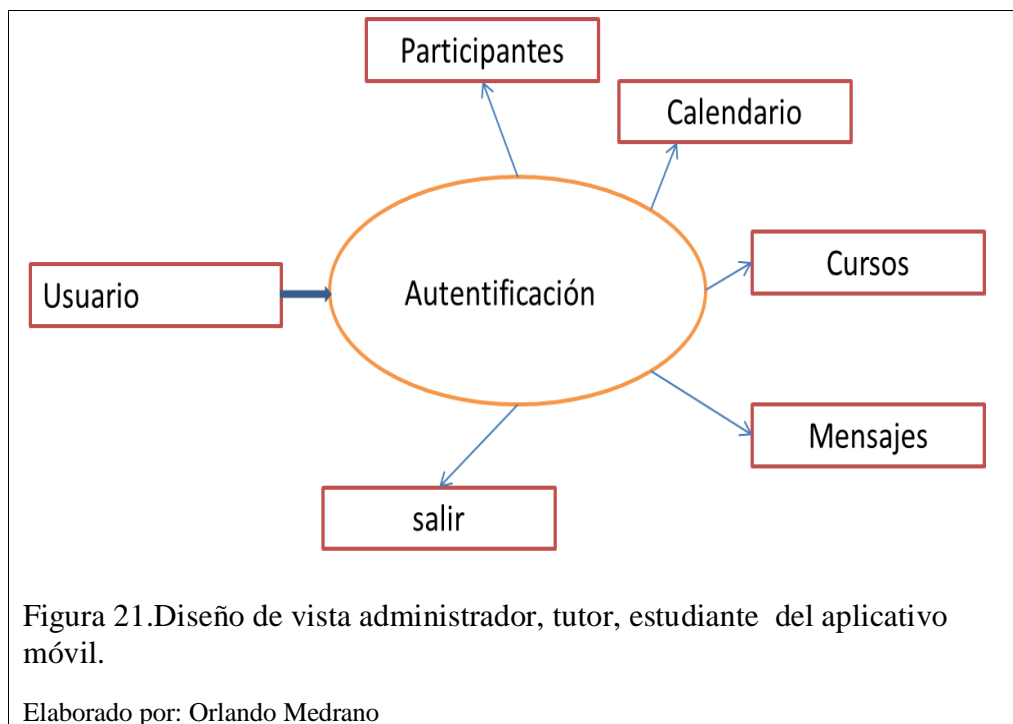 Participantes
Calendario
Cursos
Usuario
Autentificación
Mensajes
salir
Figura 21.Diseño de vista administrador, tutor, estudiante del aplicativo
móvil.
Elaborado por: Orlando Medrano